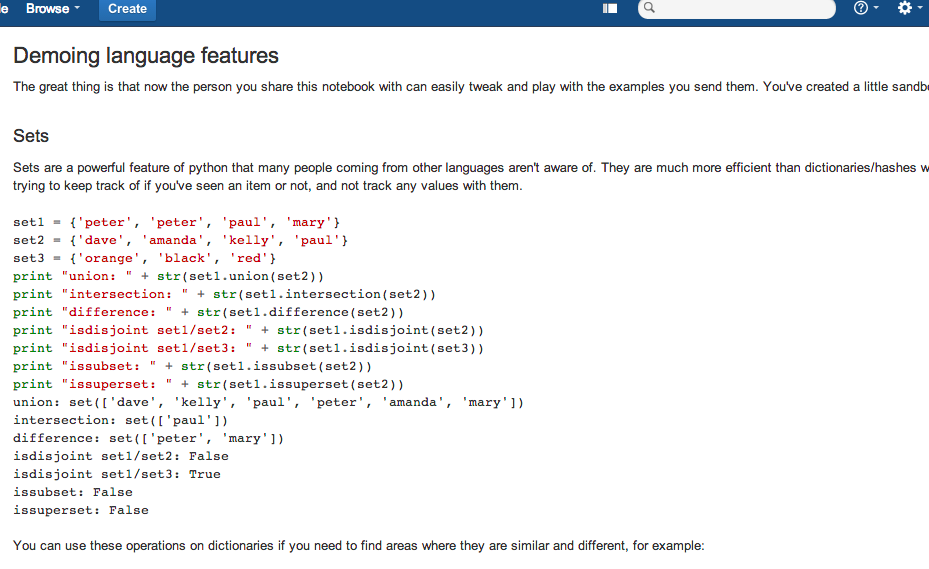 le Browse Create
Demoing language features
The great thing is that now the person you share this notebook with can easily tweak and play with the examples you send them. You've created a little sandb
Sets
Sets are a powerful feature of python that many people coming from other languages aren't aware of. They are much more efficient than dictionaries/hashes w
trying to keep track of if you've seen an item or not, and not track any values with them.
set1 = {'peter', 'peter', 'paul', 'mary'}
set2 = {'dave', 'amanda', 'kelly', 'paul'}
set3 = {'orange', 'black', 'red'}
print "union: " + str(set1.union(set2))
print "intersection: " + str(set1.intersection(set2))
print "difference: " + str(set1.difference(set2))
print "isdisjoint set1/set2: " + str(set1.isdisjoint(set2))
print "isdisjoint set1/set3: " + str(set1.isdisjoint(set3))
print "issubset: " + str(set1.issubset(set2))
print "issuperset: " + str(set1.issuperset(set2))
union: set(['dave', 'kelly', 'paul', 'peter', 'amanda', 'mary'])
intersection: set(['paul'])
difference: set(['peter', 'mary'])
isdisjoint set1/set2: False
isdisjoint set1/set3: True
issubset: False
issuperset: False
You can use these operations on dictionaries if you need to find areas where they are similar and different, for example: